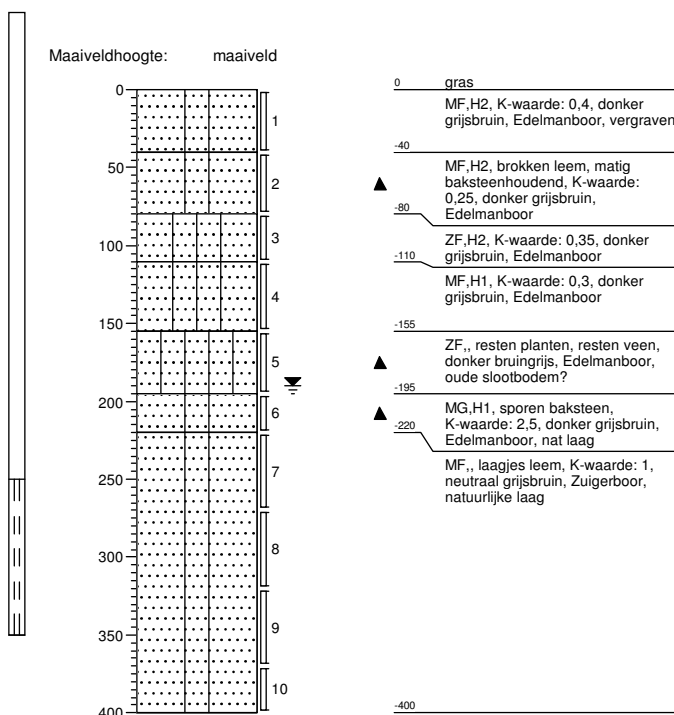 Maaiveldhoogte: maaiveld
0
50
100
150
200
250
300
350
400
1
2
3
4
5
6
7
8
9
10
0 gras
MF,H2, K-waarde: 0,4, donker
grijsbruin, Edelmanboor, vergraven
-40
MF,H2, brokken leem, matig
baksteenhoudend, K-waarde:
0,25, donker grijsbruin,
Edelmanboor
-80
ZF,H2, K-waarde: 0,35, donker
grijsbruin, Edelmanboor
-110
MF,H1, K-waarde: 0,3, donker
grijsbruin, Edelmanboor
-155
ZF,, resten planten, resten veen,
donker bruingrijs, Edelmanboor,
oude slootbodem?
-195
MG,H1, sporen baksteen,
K-waarde: 2,5, donker grijsbruin,
Edelmanboor, nat laag
-220
MF,, laagjes leem, K-waarde: 1,
neutraal grijsbruin, Zuigerboor,
natuurlijke laag
-400